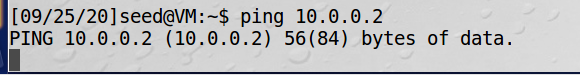 [09/25/20]seed@VM:~$ ping 10.0.0.2
PING 10.0.0.2 (10.0.0.2) 56(84) bytes of data.